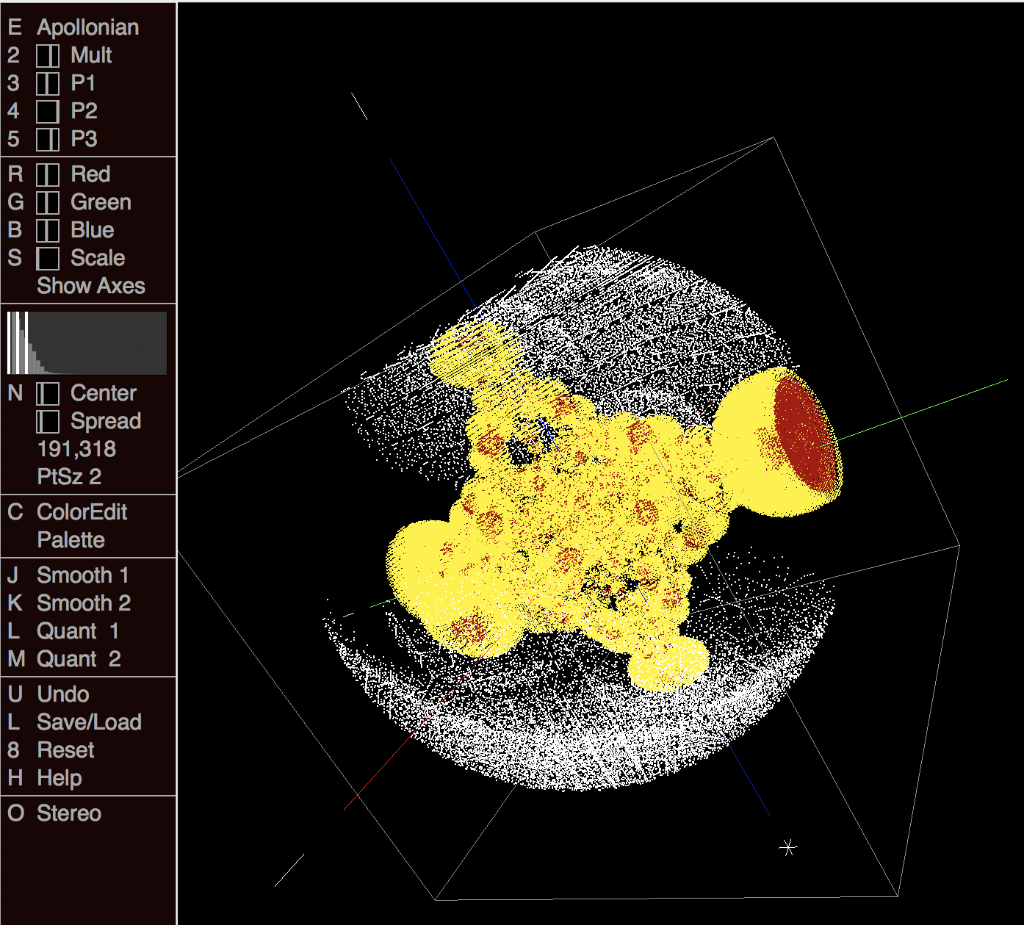 E Apollonian
2 Mult
3 P1
4 P2
5 P3
R Red
G Green
B Blue
S Scale
Show Axes
N Center
Spread
191,318
PtSz 2
C ColorEdit
Palette
J Smooth 1
K Smooth 2
L Quant 1
M Quant 2
U Undo
L Save/Load
8 Reset
H Help
O Stereo